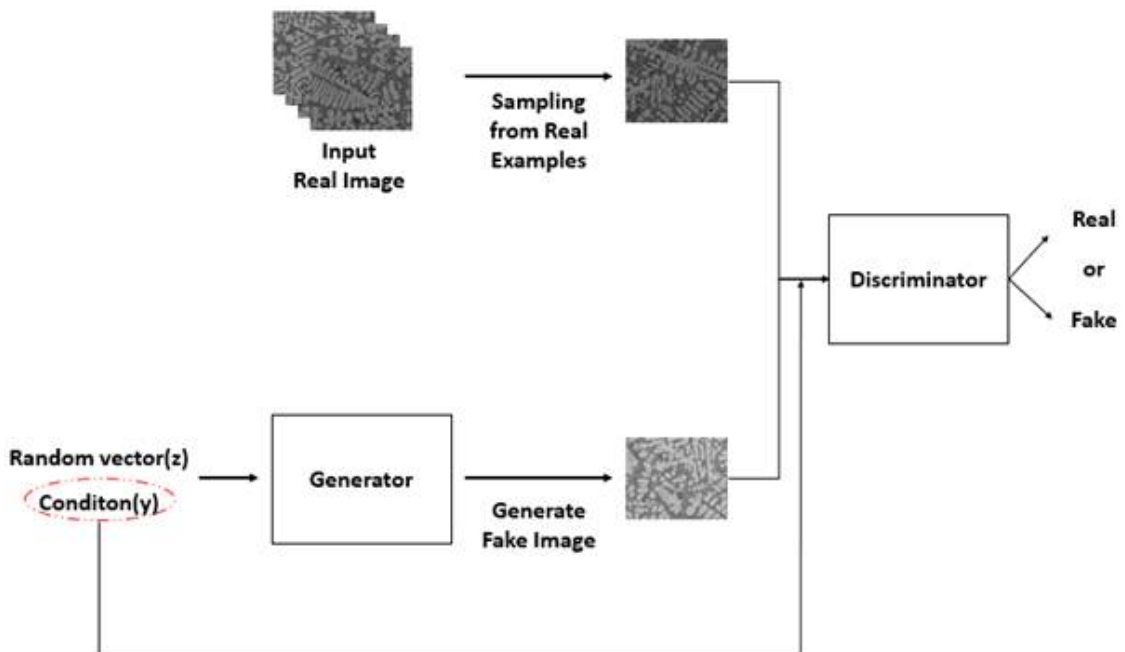 Input
Real Image
Sampling
from Real
Examples
Discriminator
Real
or
Fake
Random vector(z)
Conditon(y)
Generator
Generate
Fake Image